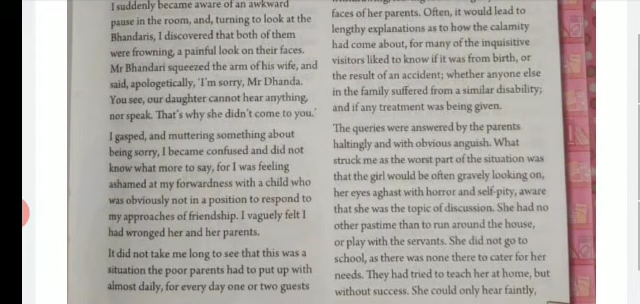 I suddenly became aware of an awkward
pause in the room, and, turning to look at the
Bhandaris, I discovered that both of them
were frowning, a painful look on their faces.
Mr Bhandari squeezed the arm of his wife, and
said, apologetically, 'I'm sorry, Mr Dhanda.
You see, our daughter cannot hear anything,
nor speak. That's why she didn't come to you.'
I gasped, and muttering something about
being sorry, I became confused and did not
know what more to say, for I was feeling
ashamed at my forwardness with a child who
was obviously not in a position to respond to
my approaches of friendship. I vaguely felt I
had wronged her and her parents.
It did not take me long to see that this was a
situation the poor parents had to put up with
almost daily, for every day one or two guests
faces of her parents. Often, it would lead to
lengthy explanations as to how the calamity
had come about, for many of the inquisitive
visitors liked to know if it was from birth, or
the result of an accident; whether anyone else
in the family suffered from a similar disability;
and if any treatment was being given.
The queries were answered by the parents
haltingly and with obvious anguish. What
struck me as the worst part of the situation was
that the girl would be often gravely looking on,
her eyes aghast with horror and self-pity, aware
that she was the topic of discussion. She had no
other pastime than to run around the house,
or play with the servants. She did not go to
school, as there was none there to cater for her
needs. They had tried to teach her at home, but
without success. She could only hear faintly,